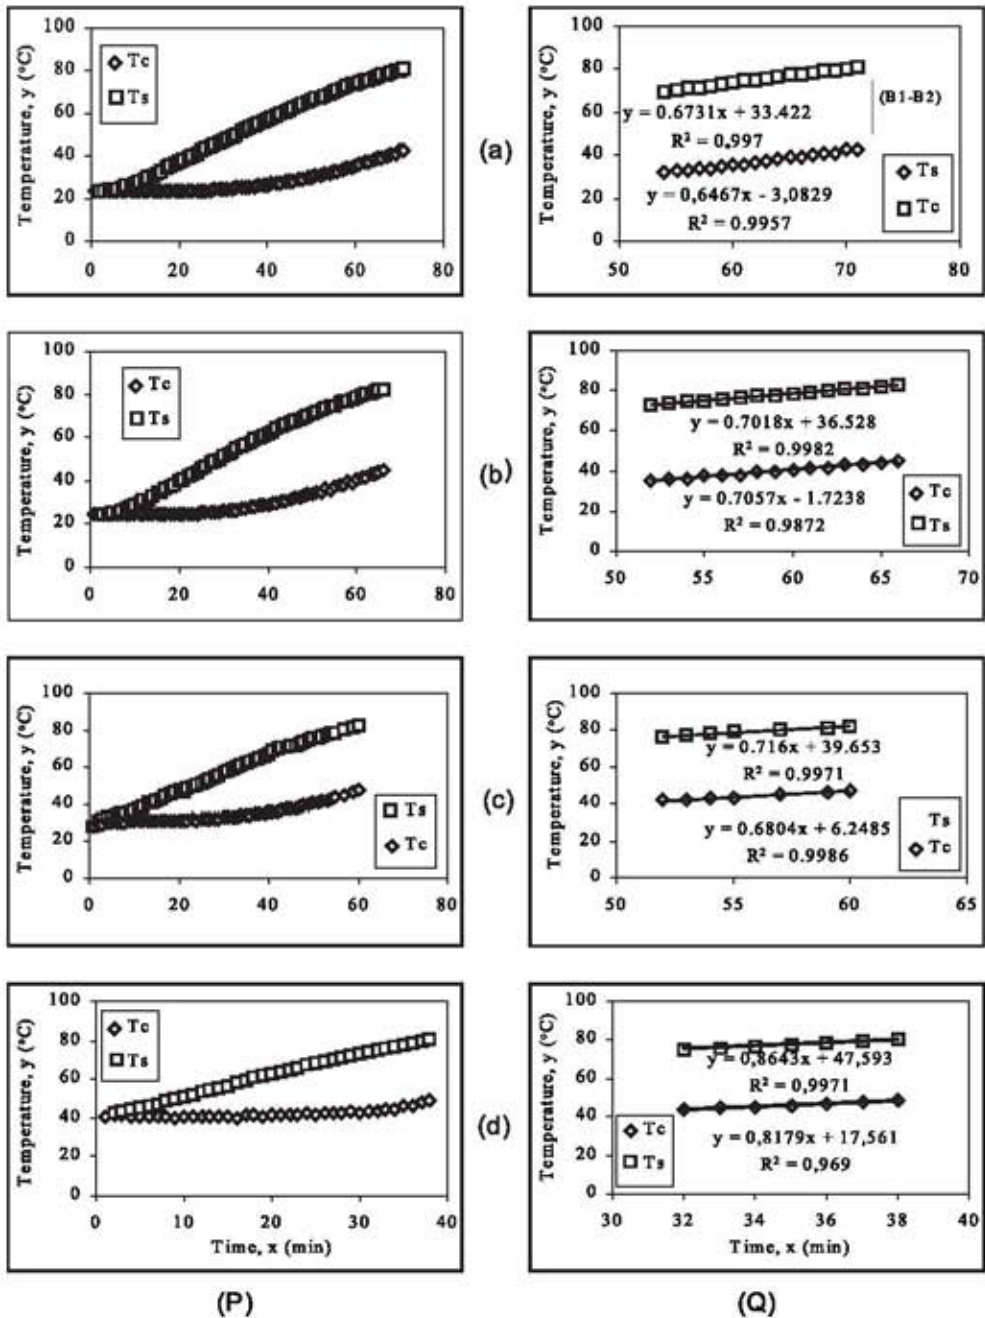 Temperature, y (°C)
100
80
60
40
20
0
Tc
Ts
0 20 40 60 80
(a)
Temperature, y (°C)
100
80
60
40
20
0
y = 0.6731x + 33.422
R² = 0.997
(B1-B2)
y = 0,6467x - 3,0829
R² = 0.9957
Ts
Tc
50 60 70 80
Temperature, y (°C)
100
80
60
40
20
0
Tc
Ts
0 20 40 60 80
(b)
Temperature, y (°C)
100
80
60
40
20
0
y = 0.7018x + 36.528
R² = 0.9982
y = 0.7057x - 1.7238
R² = 0.9872
Tc
Ts
50 55 60 65 70
Temperature, y (°C)
100
80
60
40
20
0
Ts
Tc
0 20 40 60 80
(c)
Temperature, y (°C)
100
80
60
40
20
0
y = 0.716x + 39.653
R² = 0.9971
y = 0.6804x + 6.2485
R² = 0.9986
Ts
Tc
50 55 60 65
Temperature, y (°C)
100
80
60
40
20
0
Tc
Ts
0 10 20 30 40
Time, x (min)
(d)
Temperature, y (°C)
100
80
60
40
20
0
y = 0,8643x + 47,593
R² = 0,9971
y = 0,8179x + 17,561
R² = 0,969
Tc
Ts
30 32 34 36 38 40
Time, x (min)
(P)
(Q)